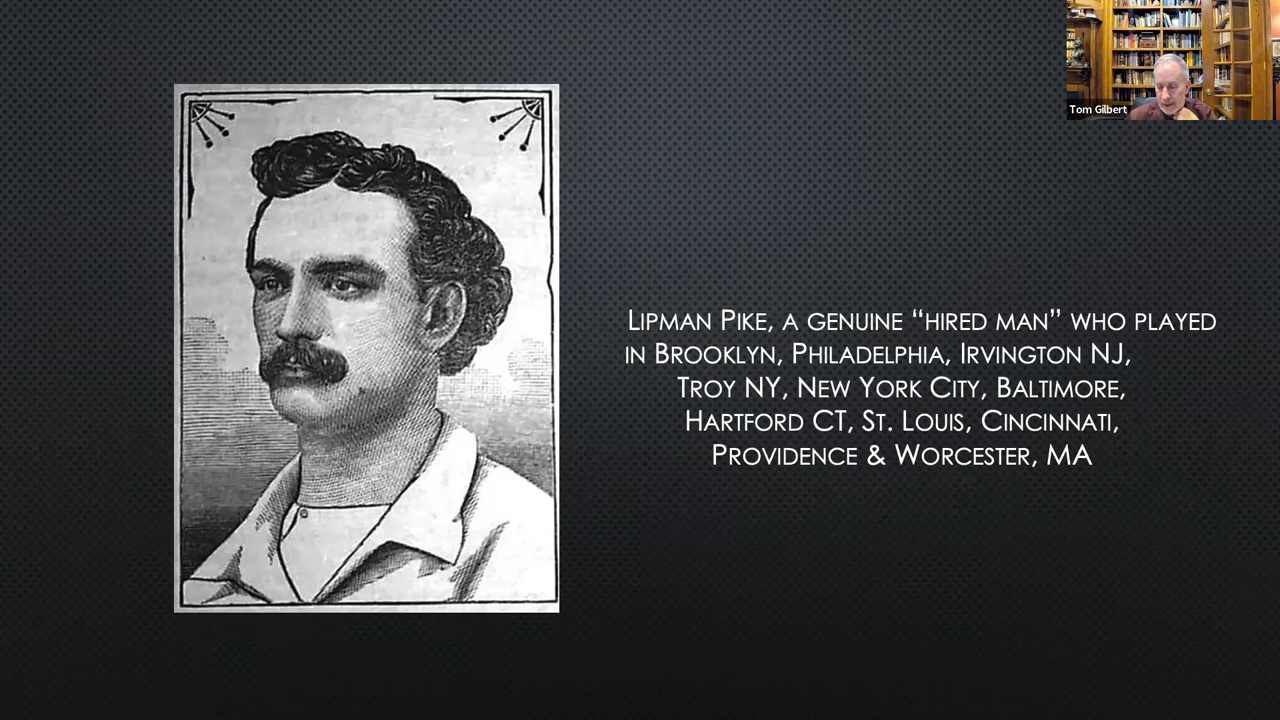 Tom Gilbert
Lipman Pike, a genuine “hired man” who played
in Brooklyn, Philadelphia, Irvington NJ,
Troy NY, New York City, Baltimore,
Hartford CT, St. Louis, Cincinnati,
Providence & Worcester, MA